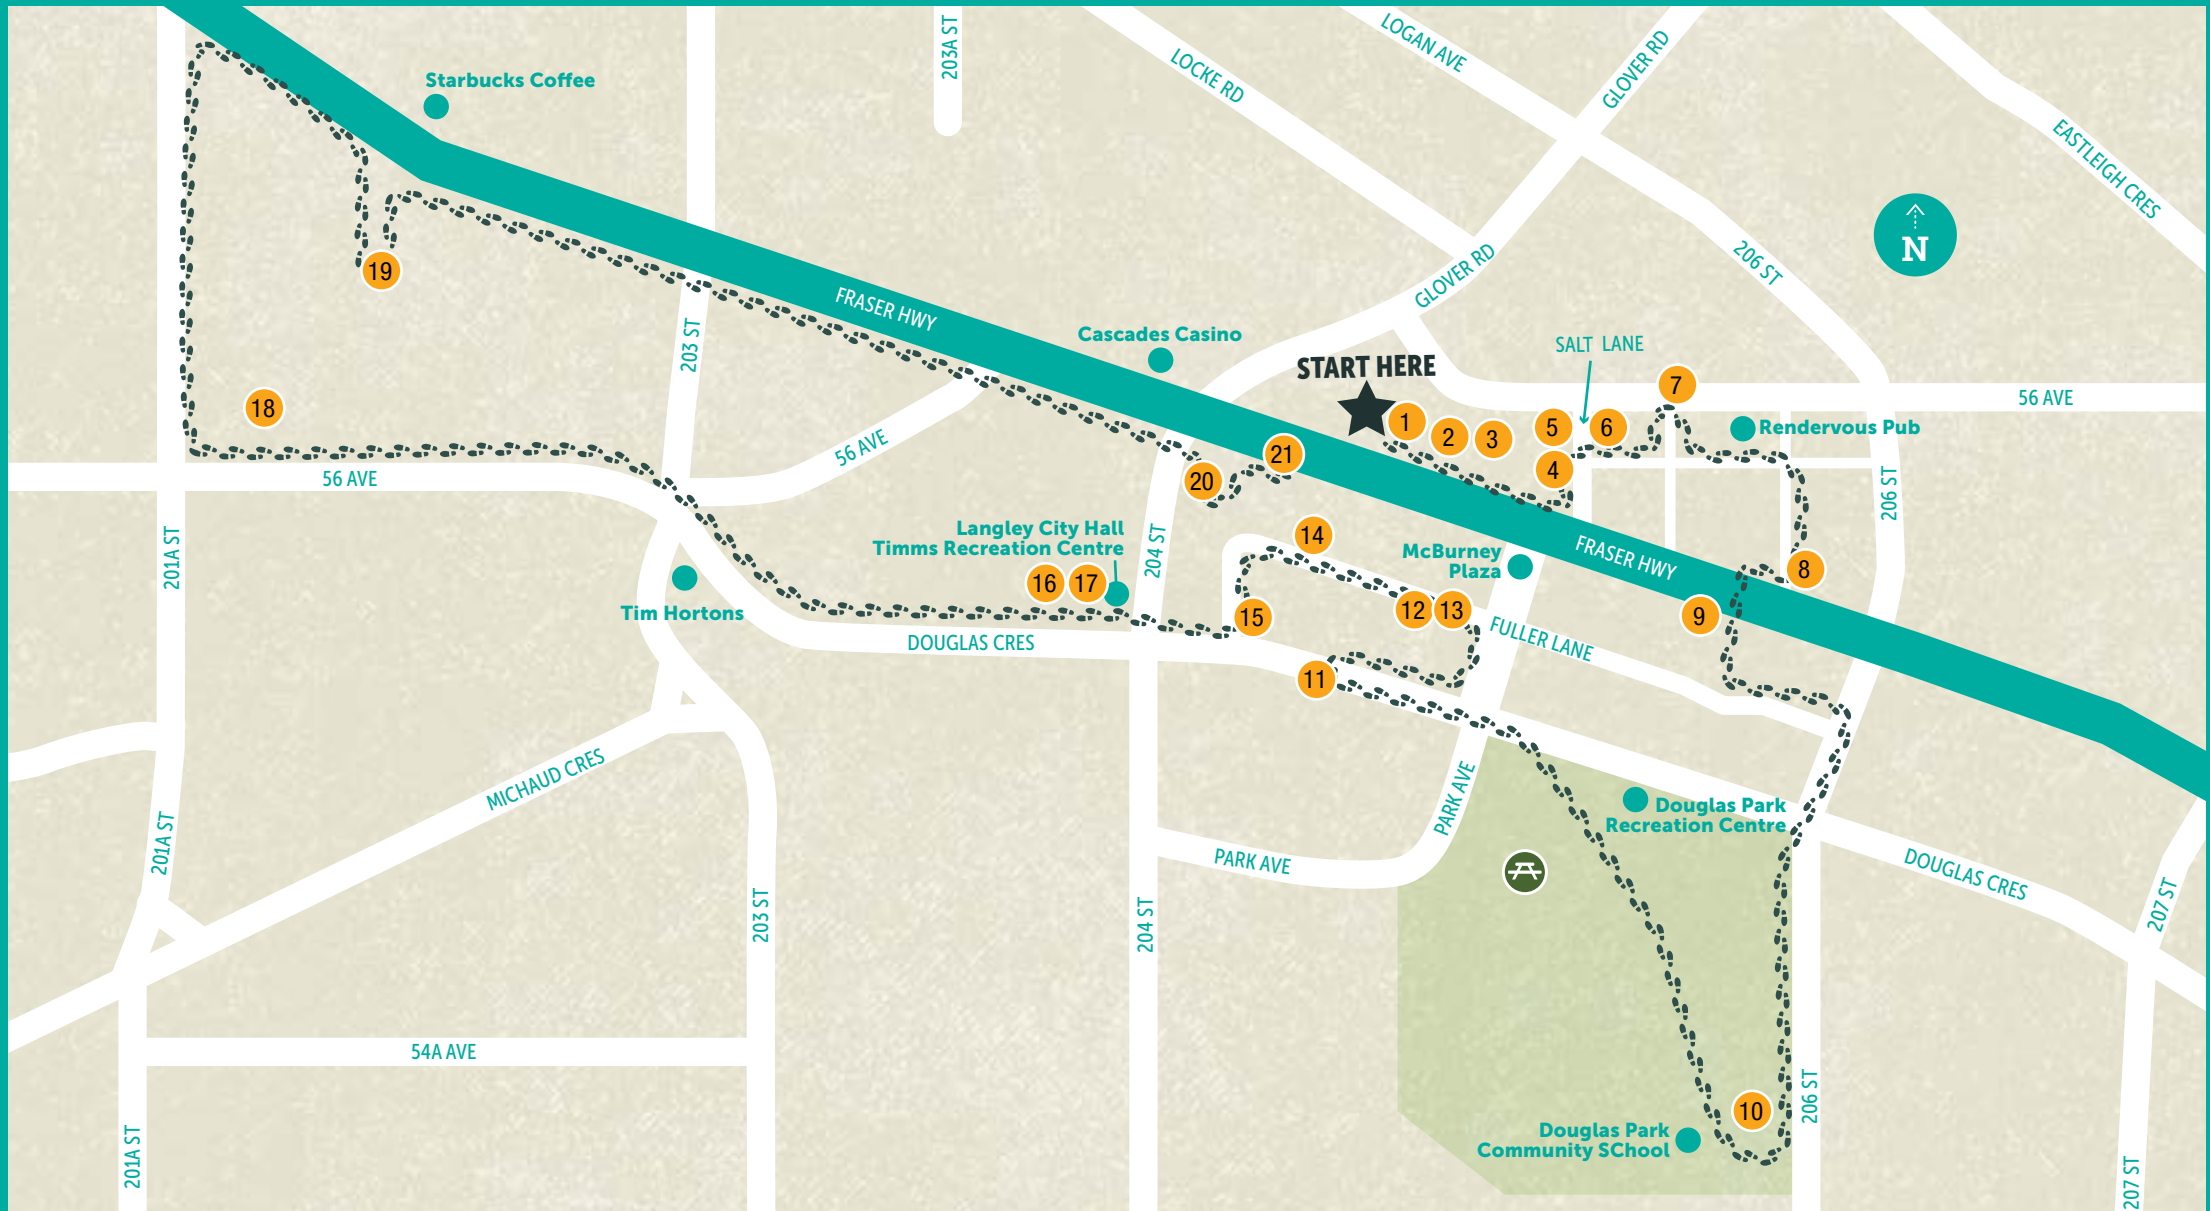 203A ST
LOGAN AVE
GLOVER RD
LOCKE RD
Starbucks Coffee
EASTLEIGH CRES
N
206 ST
GLOVER RD
19
FRASER HWY
203 ST
Cascades Casino
SALT LANE
START HERE
7
56 AVE
18
1
2
3
5
6
Rendervous Pub
56 AVE
21
4
20
56 AVE
206 ST
Langley City Hall
Timms Recreation Centre
204 ST
14
McBurney
Plaza
FRASER HWY
201A ST
16
17
8
Tim Hortons
15
12
13
9
DOUGLAS CRES
FULLER LANE
11
MICHAUD CRES
PARK AVE
Douglas Park
Recreation Centre
201A ST
PARK AVE
DOUGLAS CRES
203 ST
204 ST
207 ST
54A AVE
206 ST
10
Douglas Park
Community SChool
201A ST
207 ST